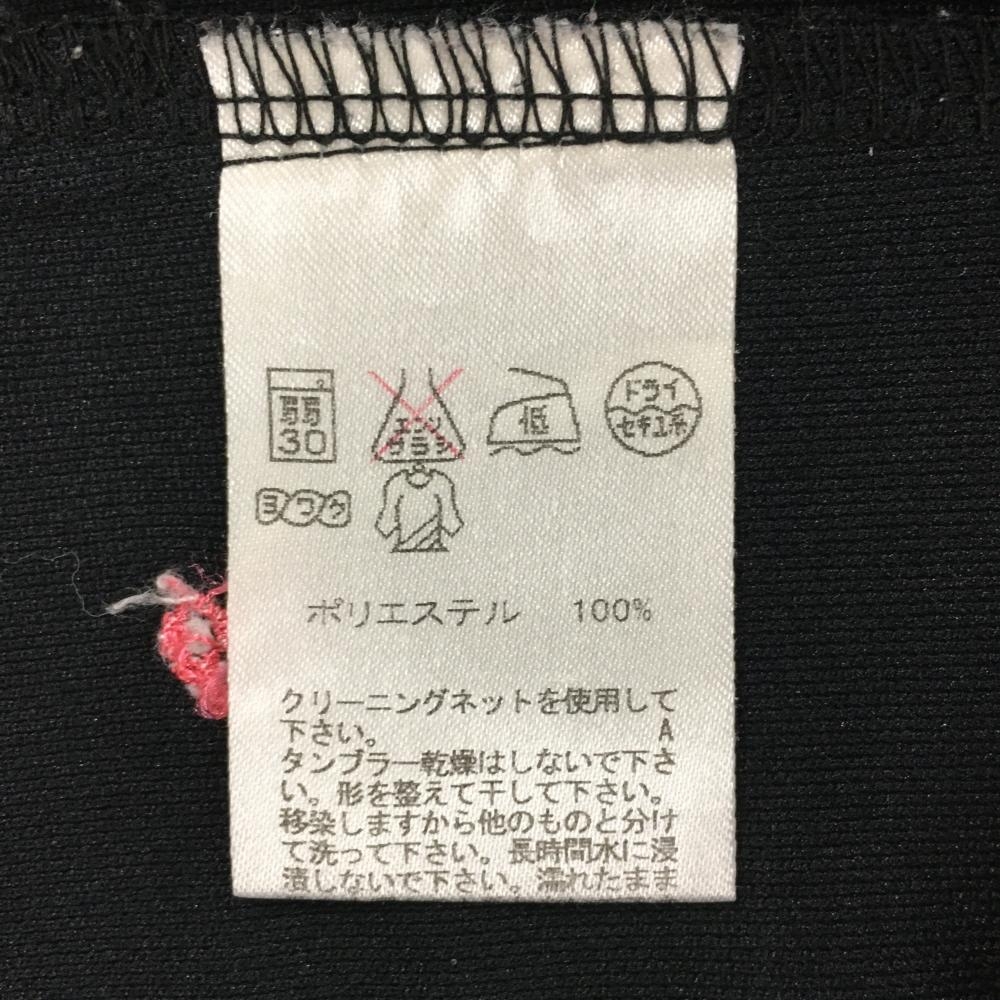 弱
30
エンソ
サラシ
低
ドライ
セキユ系
ヨワク
ポリエステル 100%
クリーニングネットを使用して
下さい。 A
タンブラー乾燥はしないで下さ
い。形を整えて干して下さい。
移染しますから他のものと分け
て洗って下さい。長時間水に浸
漬しないで下さい。濡れたまま